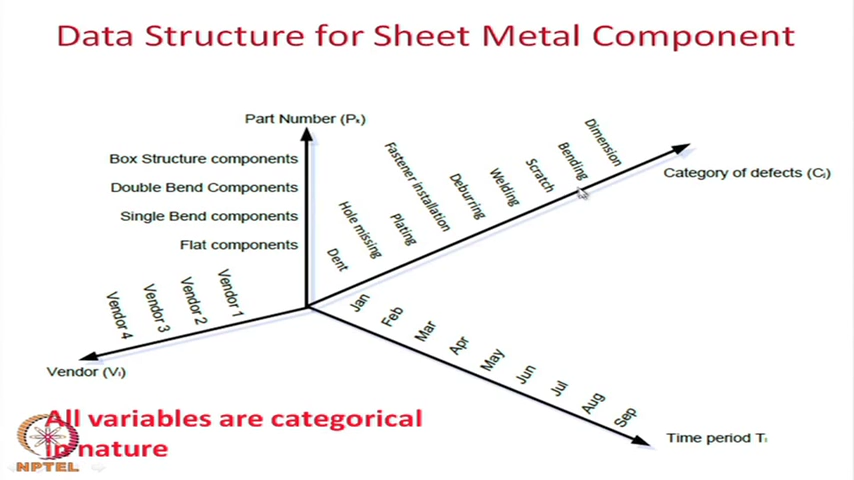 Data Structure for Sheet Metal Component
Part Number (Pₖ)
Box Structure components
Double Bend Components
Single Bend components
Flat components
Dent
Hole missing
Plating
Fastener installation
Deburring
Welding
Scratch
Bending
Dimension
Category of defects (Cⱼ)
Vendor 4
Vendor 3
Vendor 2
Vendor 1
Vendor (Vₗ)
Jan
Feb
Mar
Apr
May
Jun
Jul
Aug
Sep
Time period Tᵢ
All variables are categorical
in nature
NPTEL